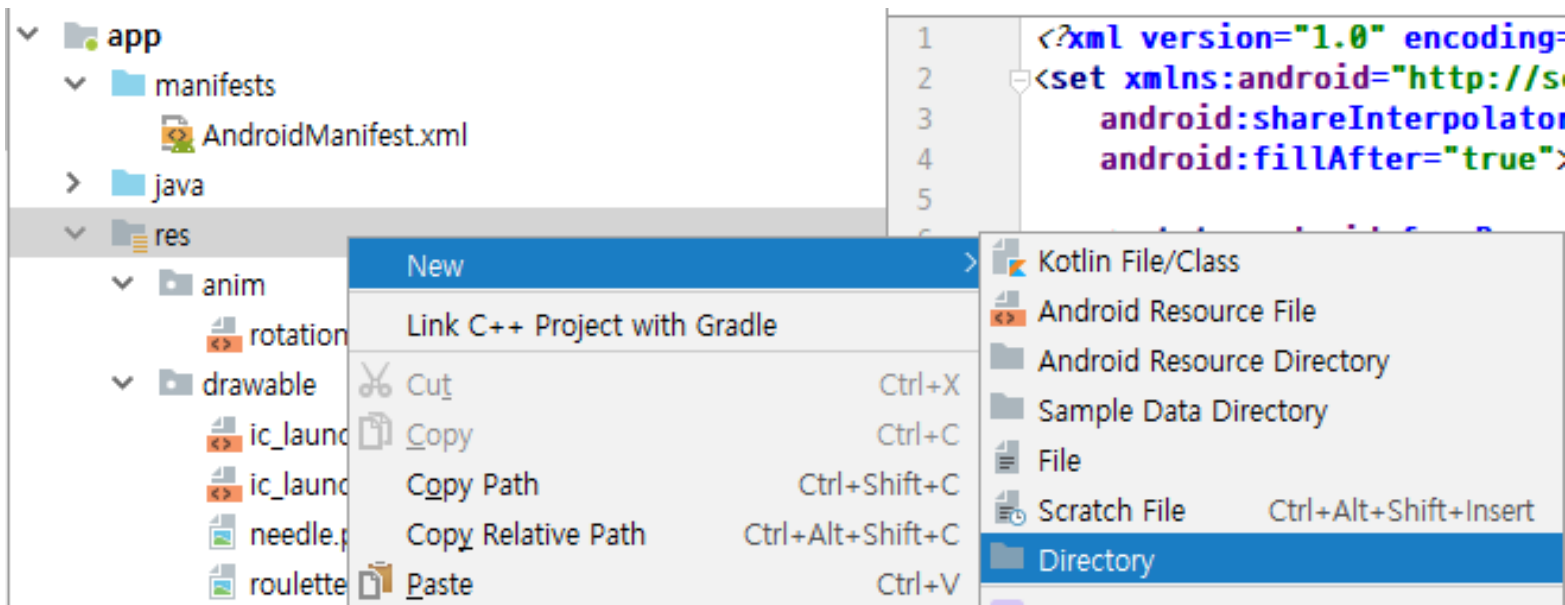 app
manifests
AndroidManifest.xml
java
res
anim
rotation
drawable
ic_laund
ic_laund
needle.p
roulette
1 <?xml version="1.0" encoding=
2 <set xmlns:android="http://s
3 android:shareInterpolator
4 android:fillAfter="true">
5
New
Link C++ Project with Gradle
Cut Ctrl+X
Copy Ctrl+C
Copy Path Ctrl+Shift+C
Copy Relative Path Ctrl+Alt+Shift+C
Paste Ctrl+V
Kotlin File/Class
Android Resource File
Android Resource Directory
Sample Data Directory
File
Scratch File Ctrl+Alt+Shift+Insert
Directory